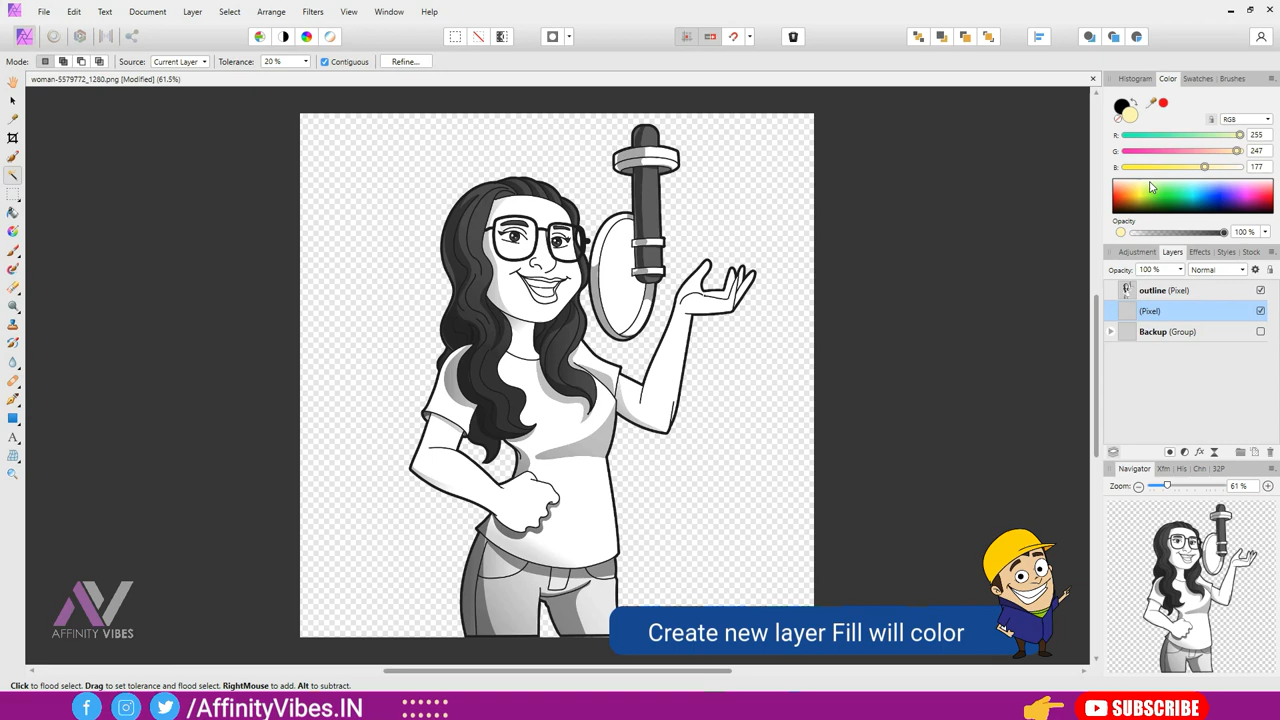 File Edit Text Document Layer Select Arrange Filters View Window Help
Mode: Source: Current Layer Tolerance: 20 % Contiguous Refine...
woman-5579772_1280.png [Modified] (61.5%)
Histogram Color Swatches Brushes
RGB
R: 255
G: 247
B: 177
Opacity
100 %
Adjustment Layers Effects Styles Stock
Opacity: 100 % Normal
outline (Pixel)
(Pixel)
Backup (Group)
Navigator Xfm His Chn 32P
Zoom: 61 %
AV
AFFINITY VIBES
Create new layer Fill will color
Click to flood select. Drag to set tolerance and flood select. RightMouse to add. Alt to subtract.
/AffinityVibes.IN
SUBSCRIBE